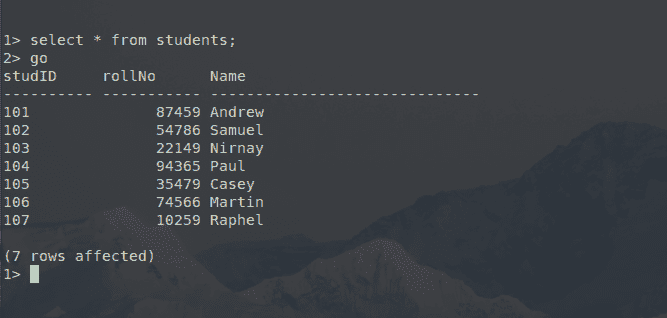 1> select * from students;
2> go
studID     rollNo      Name
---------- ----------- ------------------------------
101              87459 Andrew
102              54786 Samuel
103              22149 Nirnay
104              94365 Paul
105              35479 Casey
106              74566 Martin
107              10259 Raphel
(7 rows affected)
1>